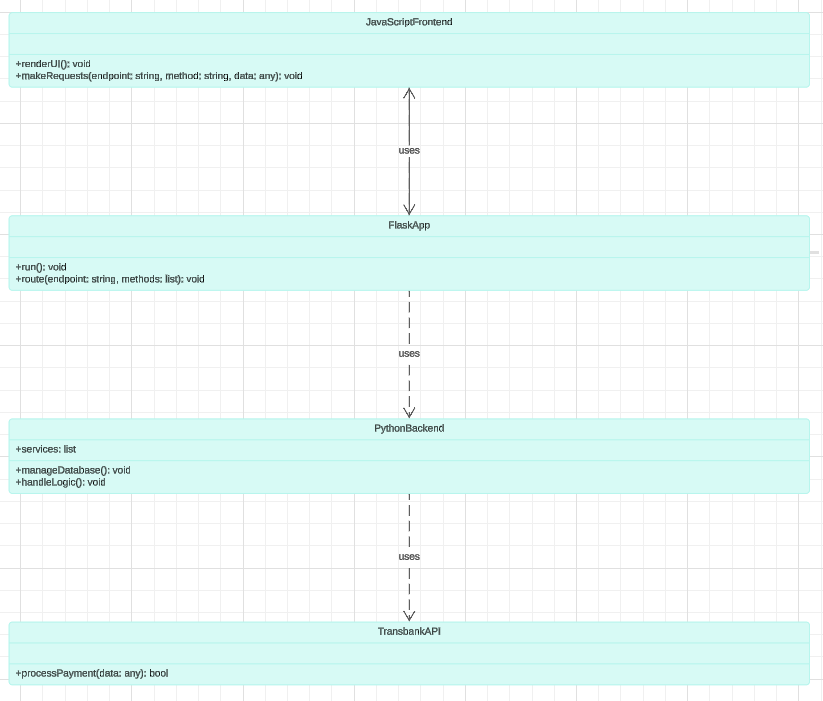 JavaScriptFrontend
+renderUI(): void
+makeRequests(endpoint: string, method: string, data: any): void
uses
FlaskApp
+run(): void
+route(endpoint: string, methods: list): void
uses
PythonBackend
+services: list
+manageDatabase(): void
+handleLogic(): void
uses
TransbankAPI
+processPayment(data: any): bool